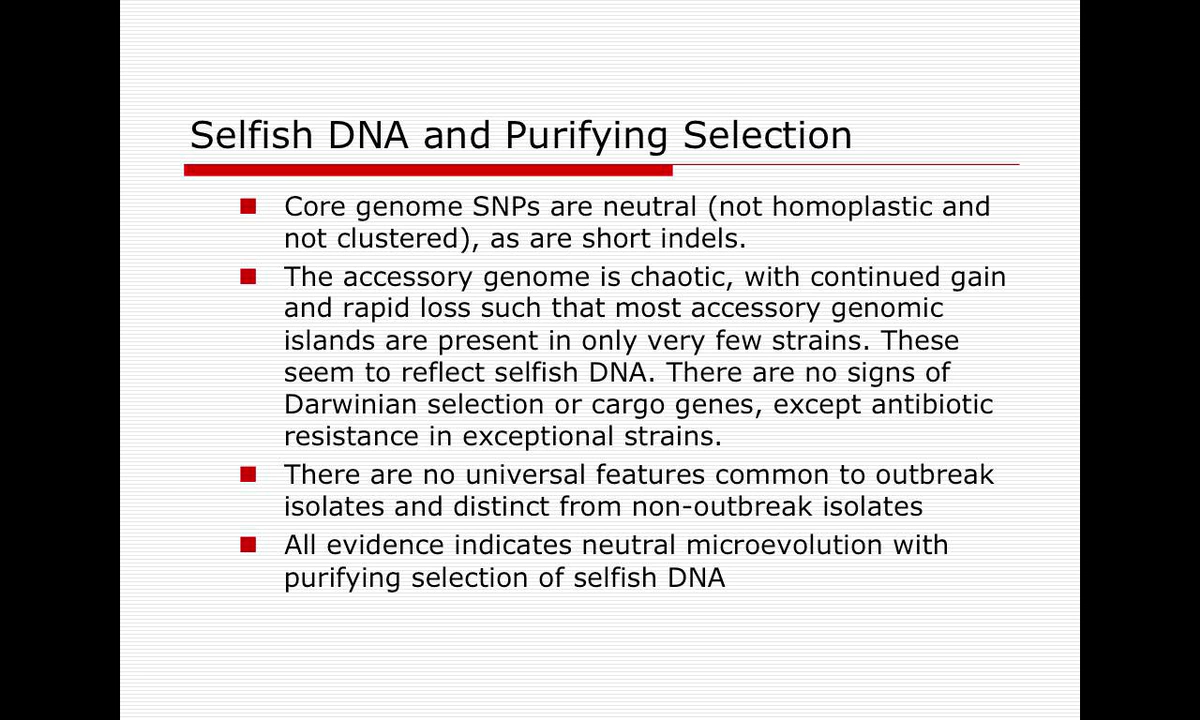 Selfish DNA and Purifying Selection
Core genome SNPs are neutral (not homoplastic and
not clustered), as are short indels.
The accessory genome is chaotic, with continued gain
and rapid loss such that most accessory genomic
islands are present in only very few strains. These
seem to reflect selfish DNA. There are no signs of
Darwinian selection or cargo genes, except antibiotic
resistance in exceptional strains.
There are no universal features common to outbreak
isolates and distinct from non-outbreak isolates
All evidence indicates neutral microevolution with
purifying selection of selfish DNA